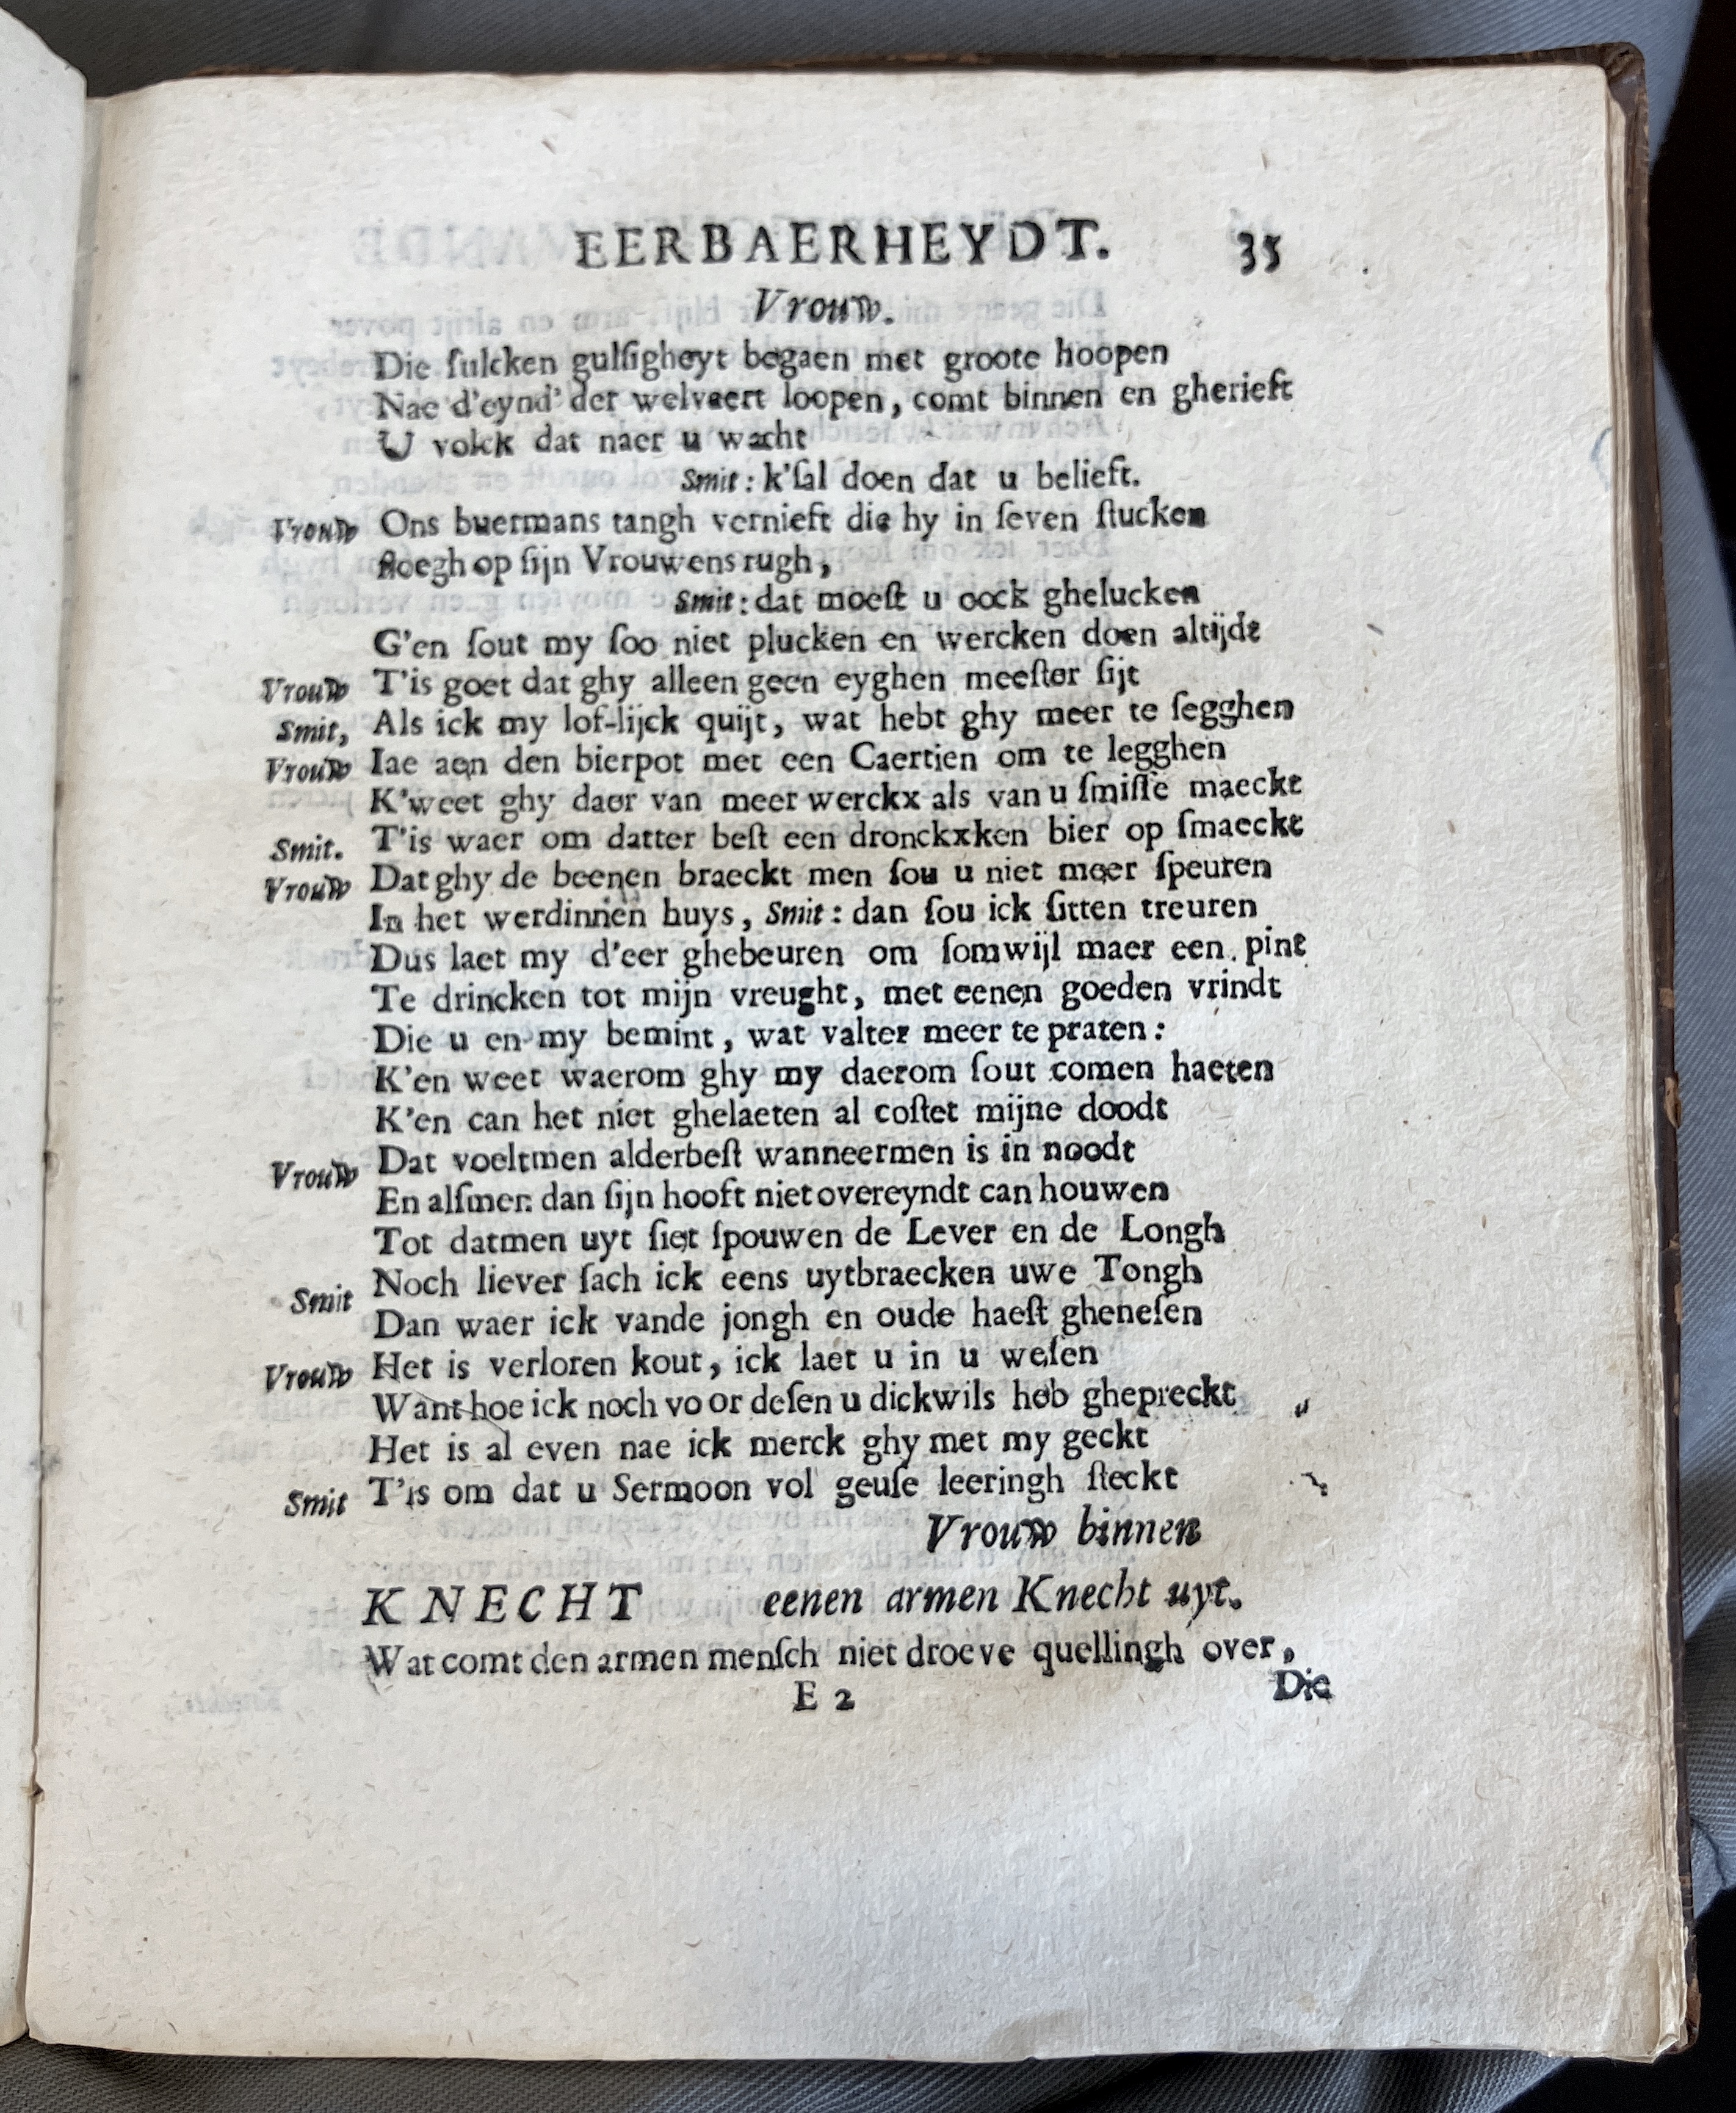 EERBAERHEYDT. 35
Vrouw.
Die ſulcken gulſigheyt begaen met groote hoopen
Nae d'eynd' der welvaert loopen, comt binnen en gherieft
U volck dat naer u wacht
Smit: k'ſal doen dat u belieft.
Vrouw Ons buermans tangh vernieft die hy in ſeven ſtucken
ſloegh op ſijn Vrouwens rugh,
Smit: dat moeſt u oock ghelucken
G'en ſout my ſoo niet plucken en wercken doen altijdt
Vrouw T'is goet dat ghy alleen geen eyghen meeſter ſijt
Smit, Als ick my lof-lijck quijt, wat hebt ghy meer te ſegghen
Vrouw Iae aen den bierpot met een Caertien om te legghen
K'weet ghy daer van meer werckx als van u ſmiſſe maeckt
Smit. T'is waer om datter beſt een dronckxken bier op ſmaeckt
Vrouw Dat ghy de beenen braeckt men ſou u niet meer ſpeuren
In het werdinnen huys, Smit: dan ſou ick ſitten treuren
Dus laet my d'eer ghebeuren om ſomwijl maer een pint
Te drincken tot mijn vreught, met eenen goeden vrindt
Die u en my bemint, wat valter meer te praten:
K'en weet waerom ghy my daerom ſout comen haeten
K'en can het niet ghelaeten al coſtet mijne doodt
Vrouw Dat voeltmen alderbeſt wanneermen is in noodt
En alſmen dan ſijn hooft niet overeyndt can houwen
Tot datmen uyt ſiet ſpouwen de Lever en de Longh
Smit Noch liever ſach ick eens uytbraecken uwe Tongh
Dan waer ick vande jongh en oude haeſt gheneſen
Vrouw Het is verloren kout, ick laet u in u weſen
Want hoe ick noch voor deſen u dickwils heb ghepreckt
Het is al even nae ick merck ghy met my geckt
Smit T'is om dat u Sermoon vol geuſe leeringh ſteckt
Vrouw binnen
KNECHT eenen armen Knecht uyt.
Wat comt den armen menſch niet droeve quellingh over,
E 2 Die